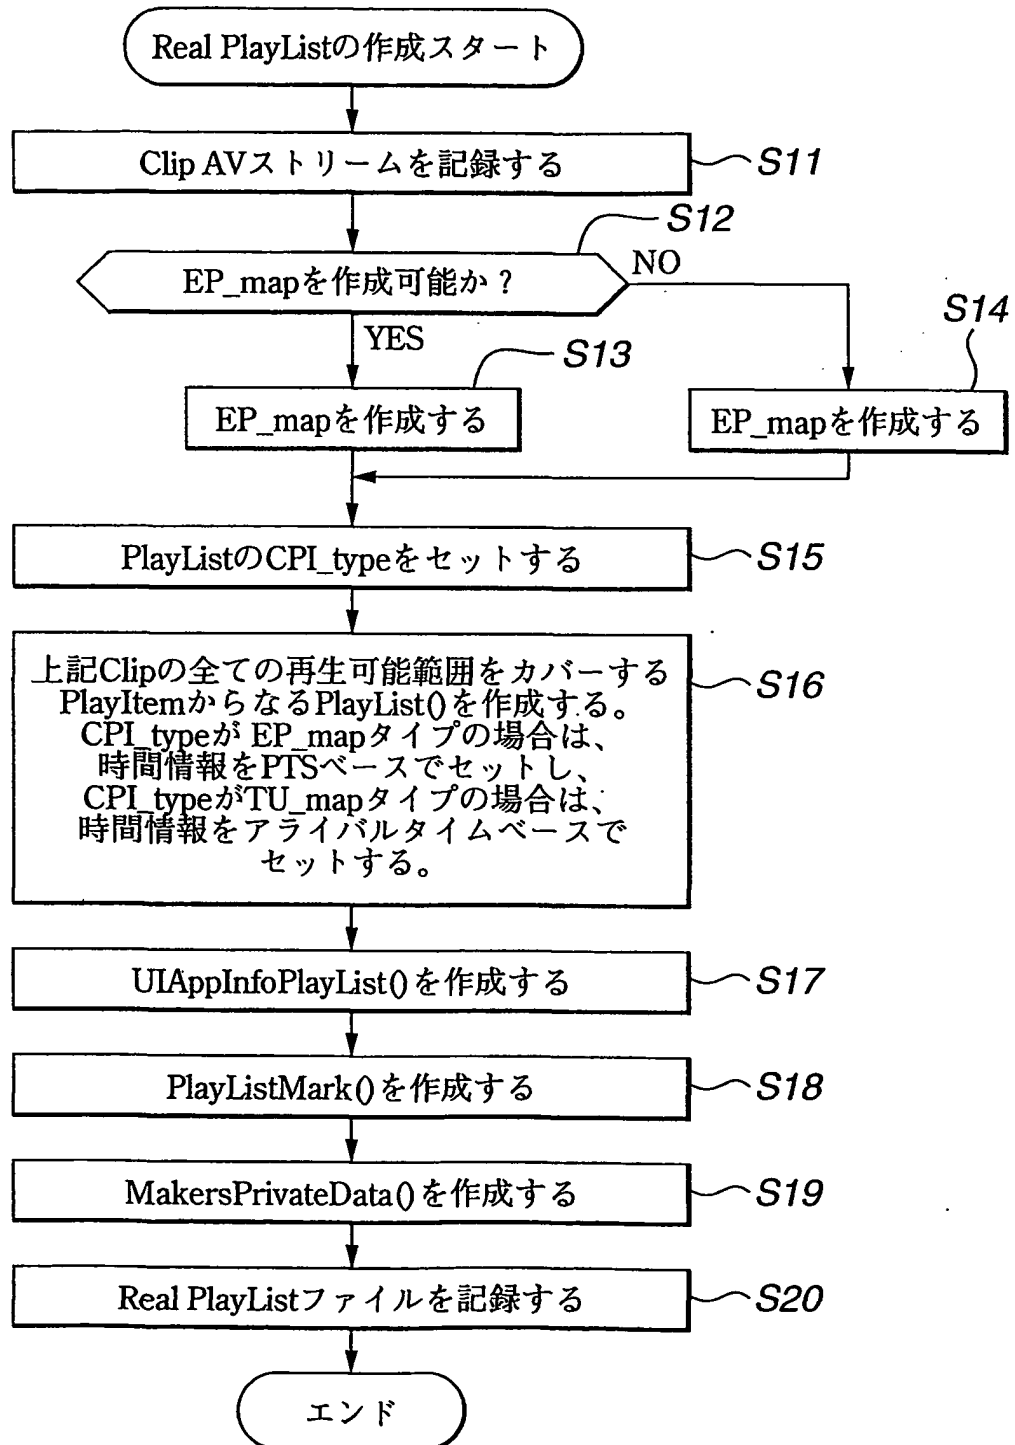 Real PlayListの作成スタート
Clip AVストリームを記録する
S11
S12
EP_mapを作成可能か？
NO
YES
S13
S14
EP_mapを作成する
EP_mapを作成する
PlayListのCPI_typeをセットする
S15
上記Clipの全ての再生可能範囲をカバーする
PlayItemからなるPlayList()を作成する。
CPI_typeが EP_mapタイプの場合は、
時間情報をPTSベースでセットし、
CPI_typeがTU_mapタイプの場合は、
時間情報をアライバルタイムベースで
セットする。
S16
UIAppInfoPlayList()を作成する
S17
PlayListMark()を作成する
S18
MakersPrivateData()を作成する
S19
Real PlayListファイルを記録する
S20
エンド